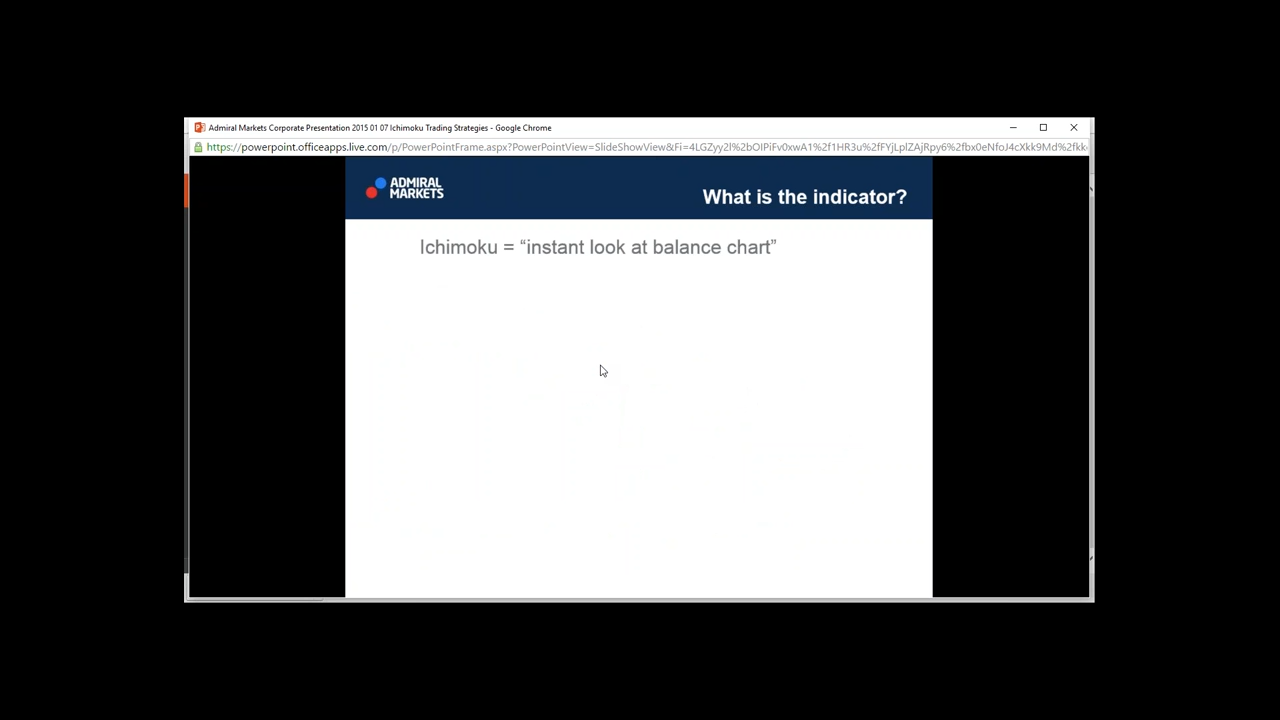 Admiral Markets Corporate Presentation 2015 01 07 Ichimoku Trading Strategies - Google Chrome
https://powerpoint.officeapps.live.com/p/PowerPointFrame.aspx?PowerPointView=SlideShowView&Fi=4LGZyy2l%2bOIPiFv0xwA1%2f1HR3u%2fFYjLplZAjRpy6%2fbx0eNfoJ4cXkk9Md%2fkk
ADMIRAL
MARKETS
What is the indicator?
Ichimoku = “instant look at balance chart”